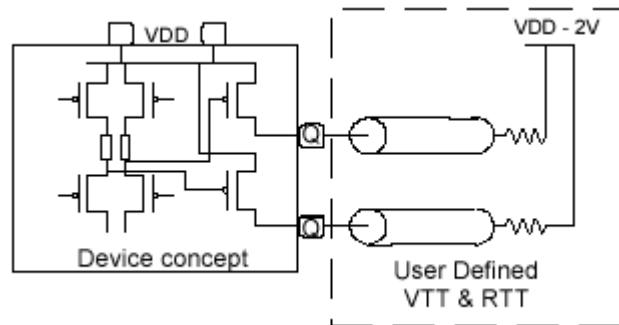 VDD
VDD - 2V
Q
Q
Device concept
User Defined
VTT & RTT